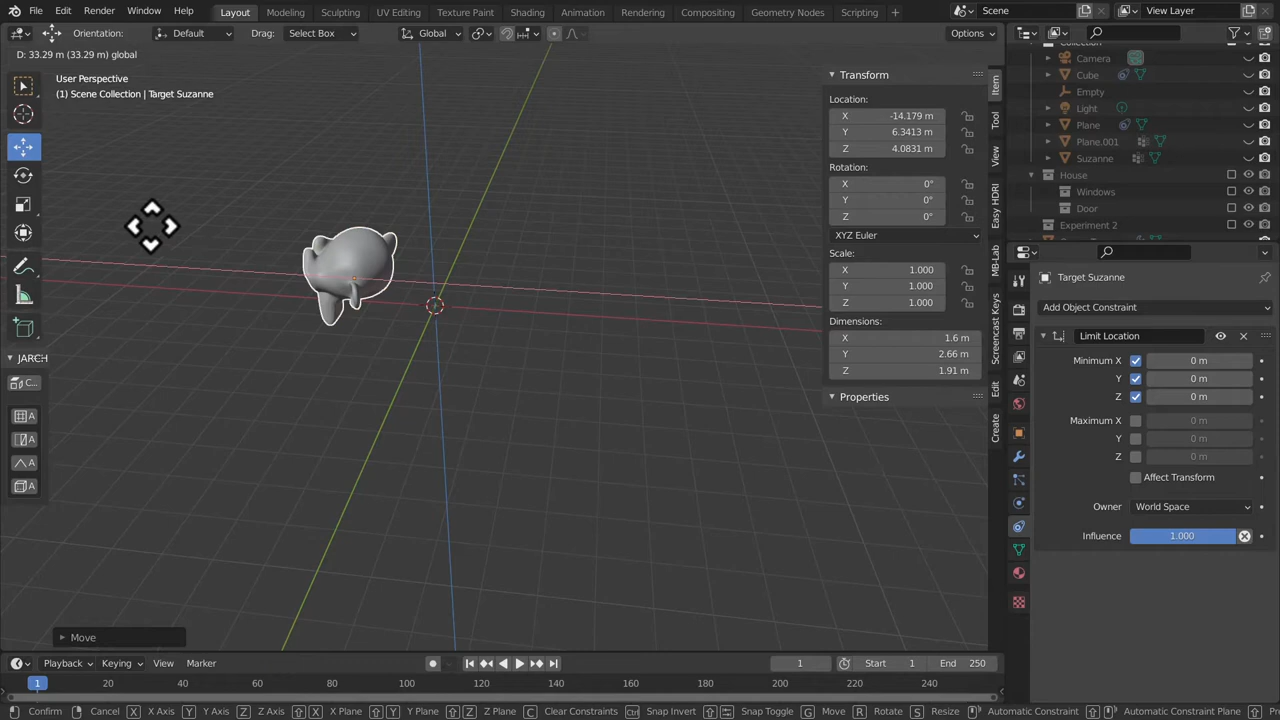 File Edit Render Window Help Layout Modeling Sculpting UV Editing Texture Paint Shading Animation Rendering Compositing Geometry Nodes Scripting + Scene View Layer
Orientation: Default Drag: Select Box Global Options
D: 33.29 m (33.29 m) global
User Perspective
(1) Scene Collection | Target Suzanne
Transform
Location:
X -14.179 m
Y 6.3413 m
Z 4.0831 m
Rotation:
X 0°
Y 0°
Z 0°
XYZ Euler
Scale:
X 1.000
Y 1.000
Z 1.000
Dimensions:
X 1.6 m
Y 2.66 m
Z 1.91 m
Properties
Item
Tool
View
Easy HDRI
MB-Lab
Screencast Keys
Edit
Create
Collection
Camera
Cube
Empty
Light
Plane
Plane.001
Suzanne
House
Windows
Door
Experiment 2
Target Suzanne
Add Object Constraint
Limit Location
Minimum X 0 m
Y 0 m
Z 0 m
Maximum X 0 m
Y 0 m
Z 0 m
Affect Transform
Owner World Space
Influence 1.000
JARCH
C...
A
A
A
A
Move
Playback Keying View Marker 1 Start 1 End 250
1 20 40 60 80 100 120 140 160 180 200 220 240
Confirm Cancel X X Axis Y Y Axis Z Z Axis X X Plane Y Y Plane Z Z Plane C Clear Constraints Ctrl Snap Invert Snap Toggle G Move R Rotate S Resize Automatic Constraint Automatic Constraint Plane